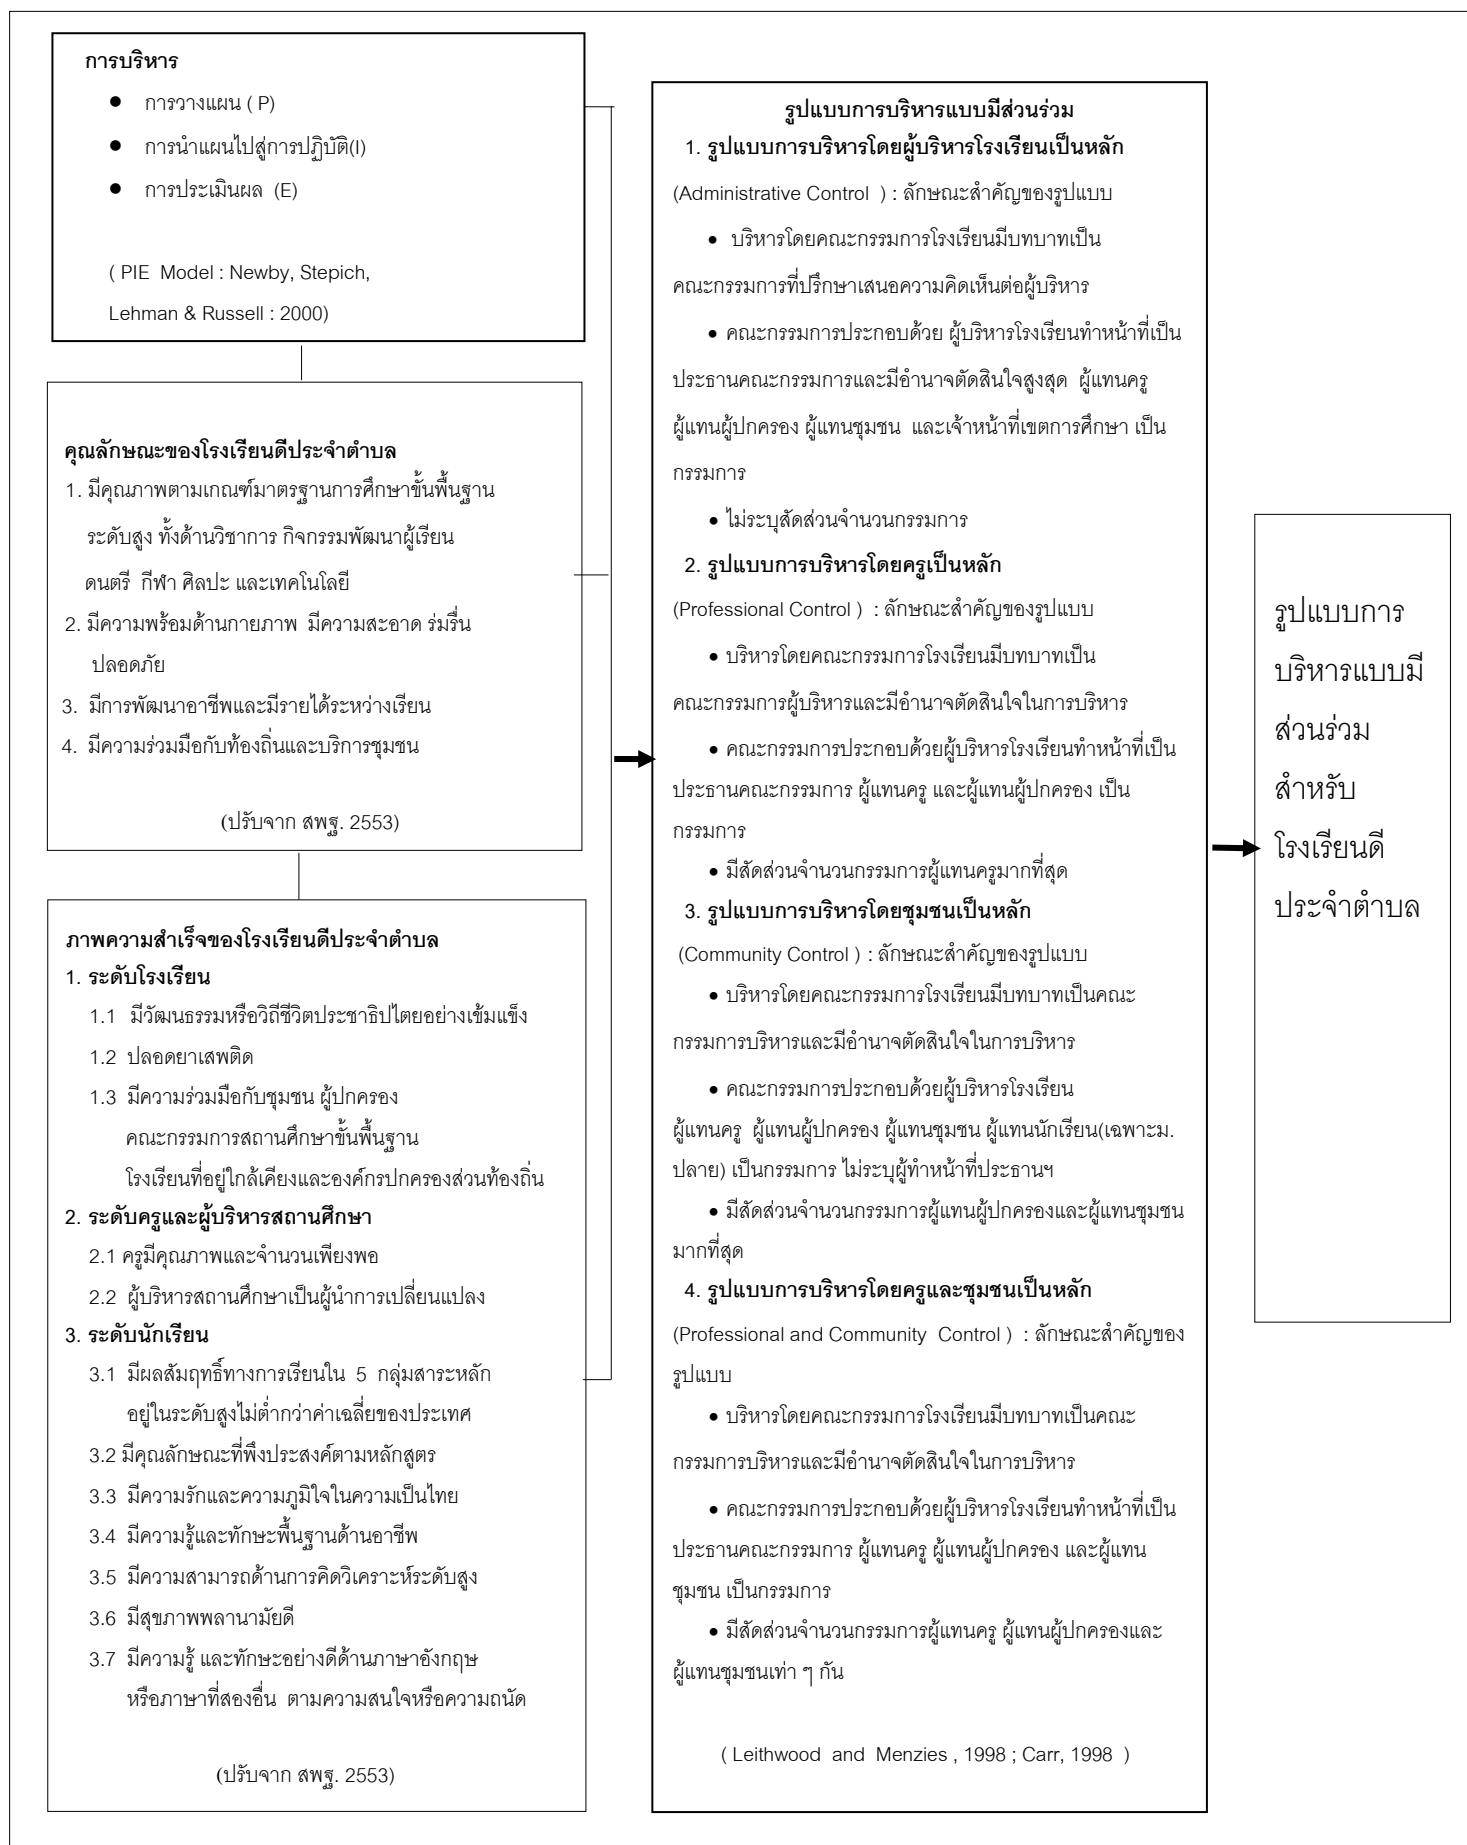 การบริหาร
● การวางแผน ( P)
● การนำแผนไปสู่การปฏิบัติ(I)
● การประเมินผล (E)
( PIE Model : Newby, Stepich,
Lehman & Russell : 2000)
คุณลักษณะของโรงเรียนดีประจำตำบล
1. มีคุณภาพตามเกณฑ์มาตรฐานการศึกษาขั้นพื้นฐาน
ระดับสูง ทั้งด้านวิชาการ กิจกรรมพัฒนาผู้เรียน
ดนตรี กีฬา ศิลปะ และเทคโนโลยี
2. มีความพร้อมด้านกายภาพ มีความสะอาด ร่มรื่น
ปลอดภัย
3. มีการพัฒนาอาชีพและมีรายได้ระหว่างเรียน
4. มีความร่วมมือกับท้องถิ่นและบริการชุมชน
(ปรับจาก สพฐ. 2553)
ภาพความสำเร็จของโรงเรียนดีประจำตำบล
1. ระดับโรงเรียน
1.1 มีวัฒนธรรมหรือวิถีชีวิตประชาธิปไตยอย่างเข้มแข็ง
1.2 ปลอดยาเสพติด
1.3 มีความร่วมมือกับชุมชน ผู้ปกครอง
คณะกรรมการสถานศึกษาขั้นพื้นฐาน
โรงเรียนที่อยู่ใกล้เคียงและองค์กรปกครองส่วนท้องถิ่น
2. ระดับครูและผู้บริหารสถานศึกษา
2.1 ครูมีคุณภาพและจำนวนเพียงพอ
2.2 ผู้บริหารสถานศึกษาเป็นผู้นำการเปลี่ยนแปลง
3. ระดับนักเรียน
3.1 มีผลสัมฤทธิ์ทางการเรียนใน 5 กลุ่มสาระหลัก
อยู่ในระดับสูงไม่ต่ำกว่าค่าเฉลี่ยของประเทศ
3.2 มีคุณลักษณะที่พึงประสงค์ตามหลักสูตร
3.3 มีความรักและความภูมิใจในความเป็นไทย
3.4 มีความรู้และทักษะพื้นฐานด้านอาชีพ
3.5 มีความสามารถด้านการคิดวิเคราะห์ระดับสูง
3.6 มีสุขภาพพลานามัยดี
3.7 มีความรู้ และทักษะอย่างดีด้านภาษาอังกฤษ
หรือภาษาที่สองอื่น ตามความสนใจหรือความถนัด
(ปรับจาก สพฐ. 2553)
รูปแบบการบริหารแบบมีส่วนร่วม
1. รูปแบบการบริหารโดยผู้บริหารโรงเรียนเป็นหลัก
(Administrative Control ) : ลักษณะสำคัญของรูปแบบ
● บริหารโดยคณะกรรมการโรงเรียนมีบทบาทเป็น
คณะกรรมการที่ปรึกษาเสนอความคิดเห็นต่อผู้บริหาร
● คณะกรรมการประกอบด้วย ผู้บริหารโรงเรียนทำหน้าที่เป็น
ประธานคณะกรรมการและมีอำนาจตัดสินใจสูงสุด ผู้แทนครู
ผู้แทนผู้ปกครอง ผู้แทนชุมชน และเจ้าหน้าที่เขตการศึกษา เป็น
กรรมการ
● ไม่ระบุสัดส่วนจำนวนกรรมการ
2. รูปแบบการบริหารโดยครูเป็นหลัก
(Professional Control ) : ลักษณะสำคัญของรูปแบบ
● บริหารโดยคณะกรรมการโรงเรียนมีบทบาทเป็น
คณะกรรมการผู้บริหารและมีอำนาจตัดสินใจในการบริหาร
● คณะกรรมการประกอบด้วยผู้บริหารโรงเรียนทำหน้าที่เป็น
ประธานคณะกรรมการ ผู้แทนครู และผู้แทนผู้ปกครอง เป็น
กรรมการ
● มีสัดส่วนจำนวนกรรมการผู้แทนครูมากที่สุด
3. รูปแบบการบริหารโดยชุมชนเป็นหลัก
(Community Control ) : ลักษณะสำคัญของรูปแบบ
● บริหารโดยคณะกรรมการโรงเรียนมีบทบาทเป็นคณะ
กรรมการบริหารและมีอำนาจตัดสินใจในการบริหาร
● คณะกรรมการประกอบด้วยผู้บริหารโรงเรียน
ผู้แทนครู ผู้แทนผู้ปกครอง ผู้แทนชุมชน ผู้แทนนักเรียน(เฉพาะม.
ปลาย) เป็นกรรมการ ไม่ระบุผู้ทำหน้าที่ประธานฯ
● มีสัดส่วนจำนวนกรรมการผู้แทนผู้ปกครองและผู้แทนชุมชน
มากที่สุด
4. รูปแบบการบริหารโดยครูและชุมชนเป็นหลัก
(Professional and Community Control ) : ลักษณะสำคัญของ
รูปแบบ
● บริหารโดยคณะกรรมการโรงเรียนมีบทบาทเป็นคณะ
กรรมการบริหารและมีอำนาจตัดสินใจในการบริหาร
● คณะกรรมการประกอบด้วยผู้บริหารโรงเรียนทำหน้าที่เป็น
ประธานคณะกรรมการ ผู้แทนครู ผู้แทนผู้ปกครอง และผู้แทน
ชุมชน เป็นกรรมการ
● มีสัดส่วนจำนวนกรรมการผู้แทนครู ผู้แทนผู้ปกครองและ
ผู้แทนชุมชนเท่า ๆ กัน
( Leithwood and Menzies , 1998 ; Carr, 1998 )
รูปแบบการ
บริหารแบบมี
ส่วนร่วม
สำหรับ
โรงเรียนดี
ประจำตำบล